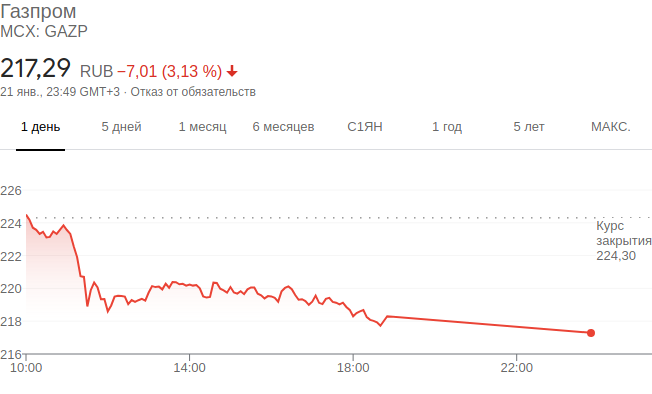 Газпром
MCX: GAZP
217,29 RUB −7,01 (3,13 %)
21 янв., 23:49 GMT+3 · Отказ от обязательств
1 день 5 дней 1 месяц 6 месяцев С1ЯН 1 год 5 лет МАКС.
226
224
Курс
закрытия
222
224,30
220
218
216
10:00 14:00 18:00 22:00